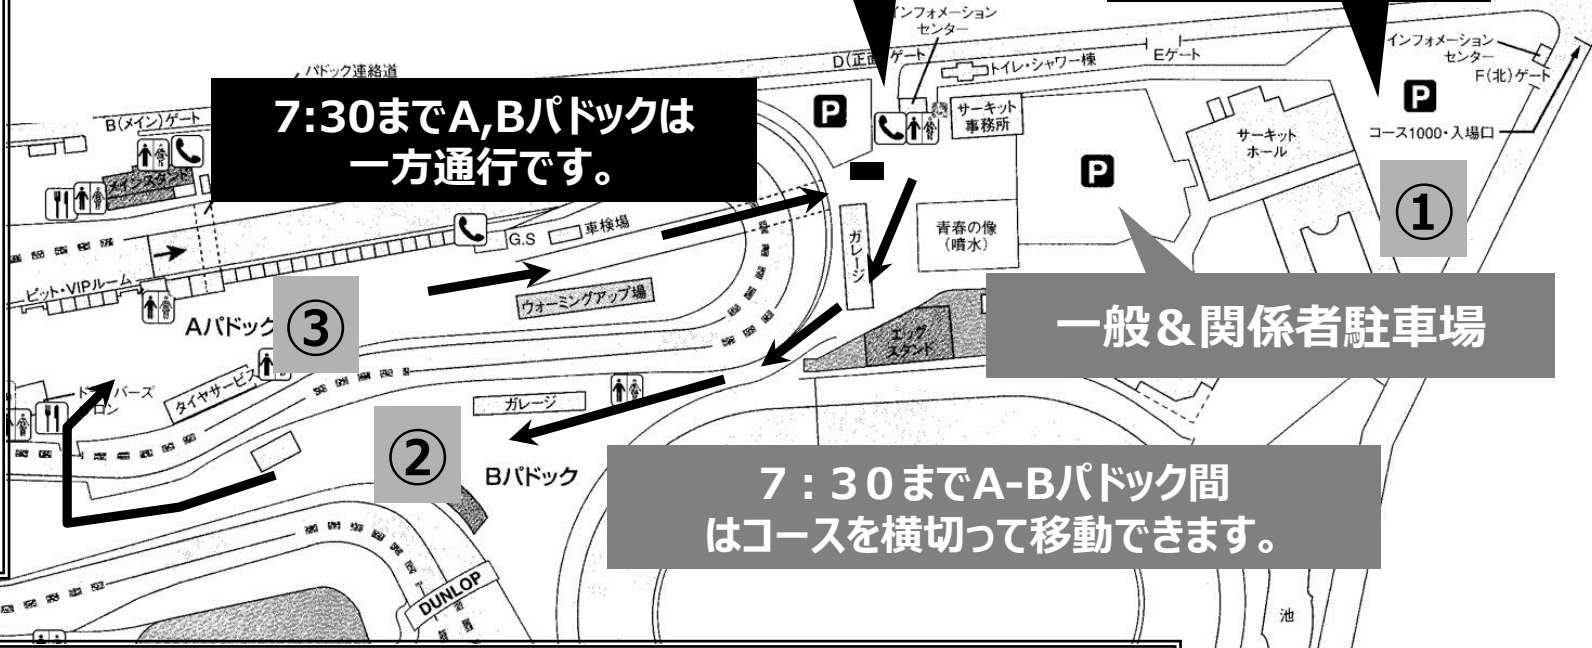 インフォメーション
センター
D(正面)ゲート
トイレ・シャワー棟
Eゲート
インフォメーション
センター
F(北)ゲート
コース1000・入場口
パドック連絡道
B(メイン)ゲート
7:30までA,Bパドックは
一方通行です。
P
サーキット
事務所
P
サーキット
ホール
P
①
メインスタンド
G.S
車検場
ガレージ
青春の像
(噴水)
ピット・VIPルーム
ウォーミングアップ場
Aパドック
③
エッグ
スタンド
一般＆関係者駐車場
タイヤサービス
ガレージ
②
Bパドック
7：30までA-Bパドック間
はコースを横切って移動できます。
DUNLOP
池